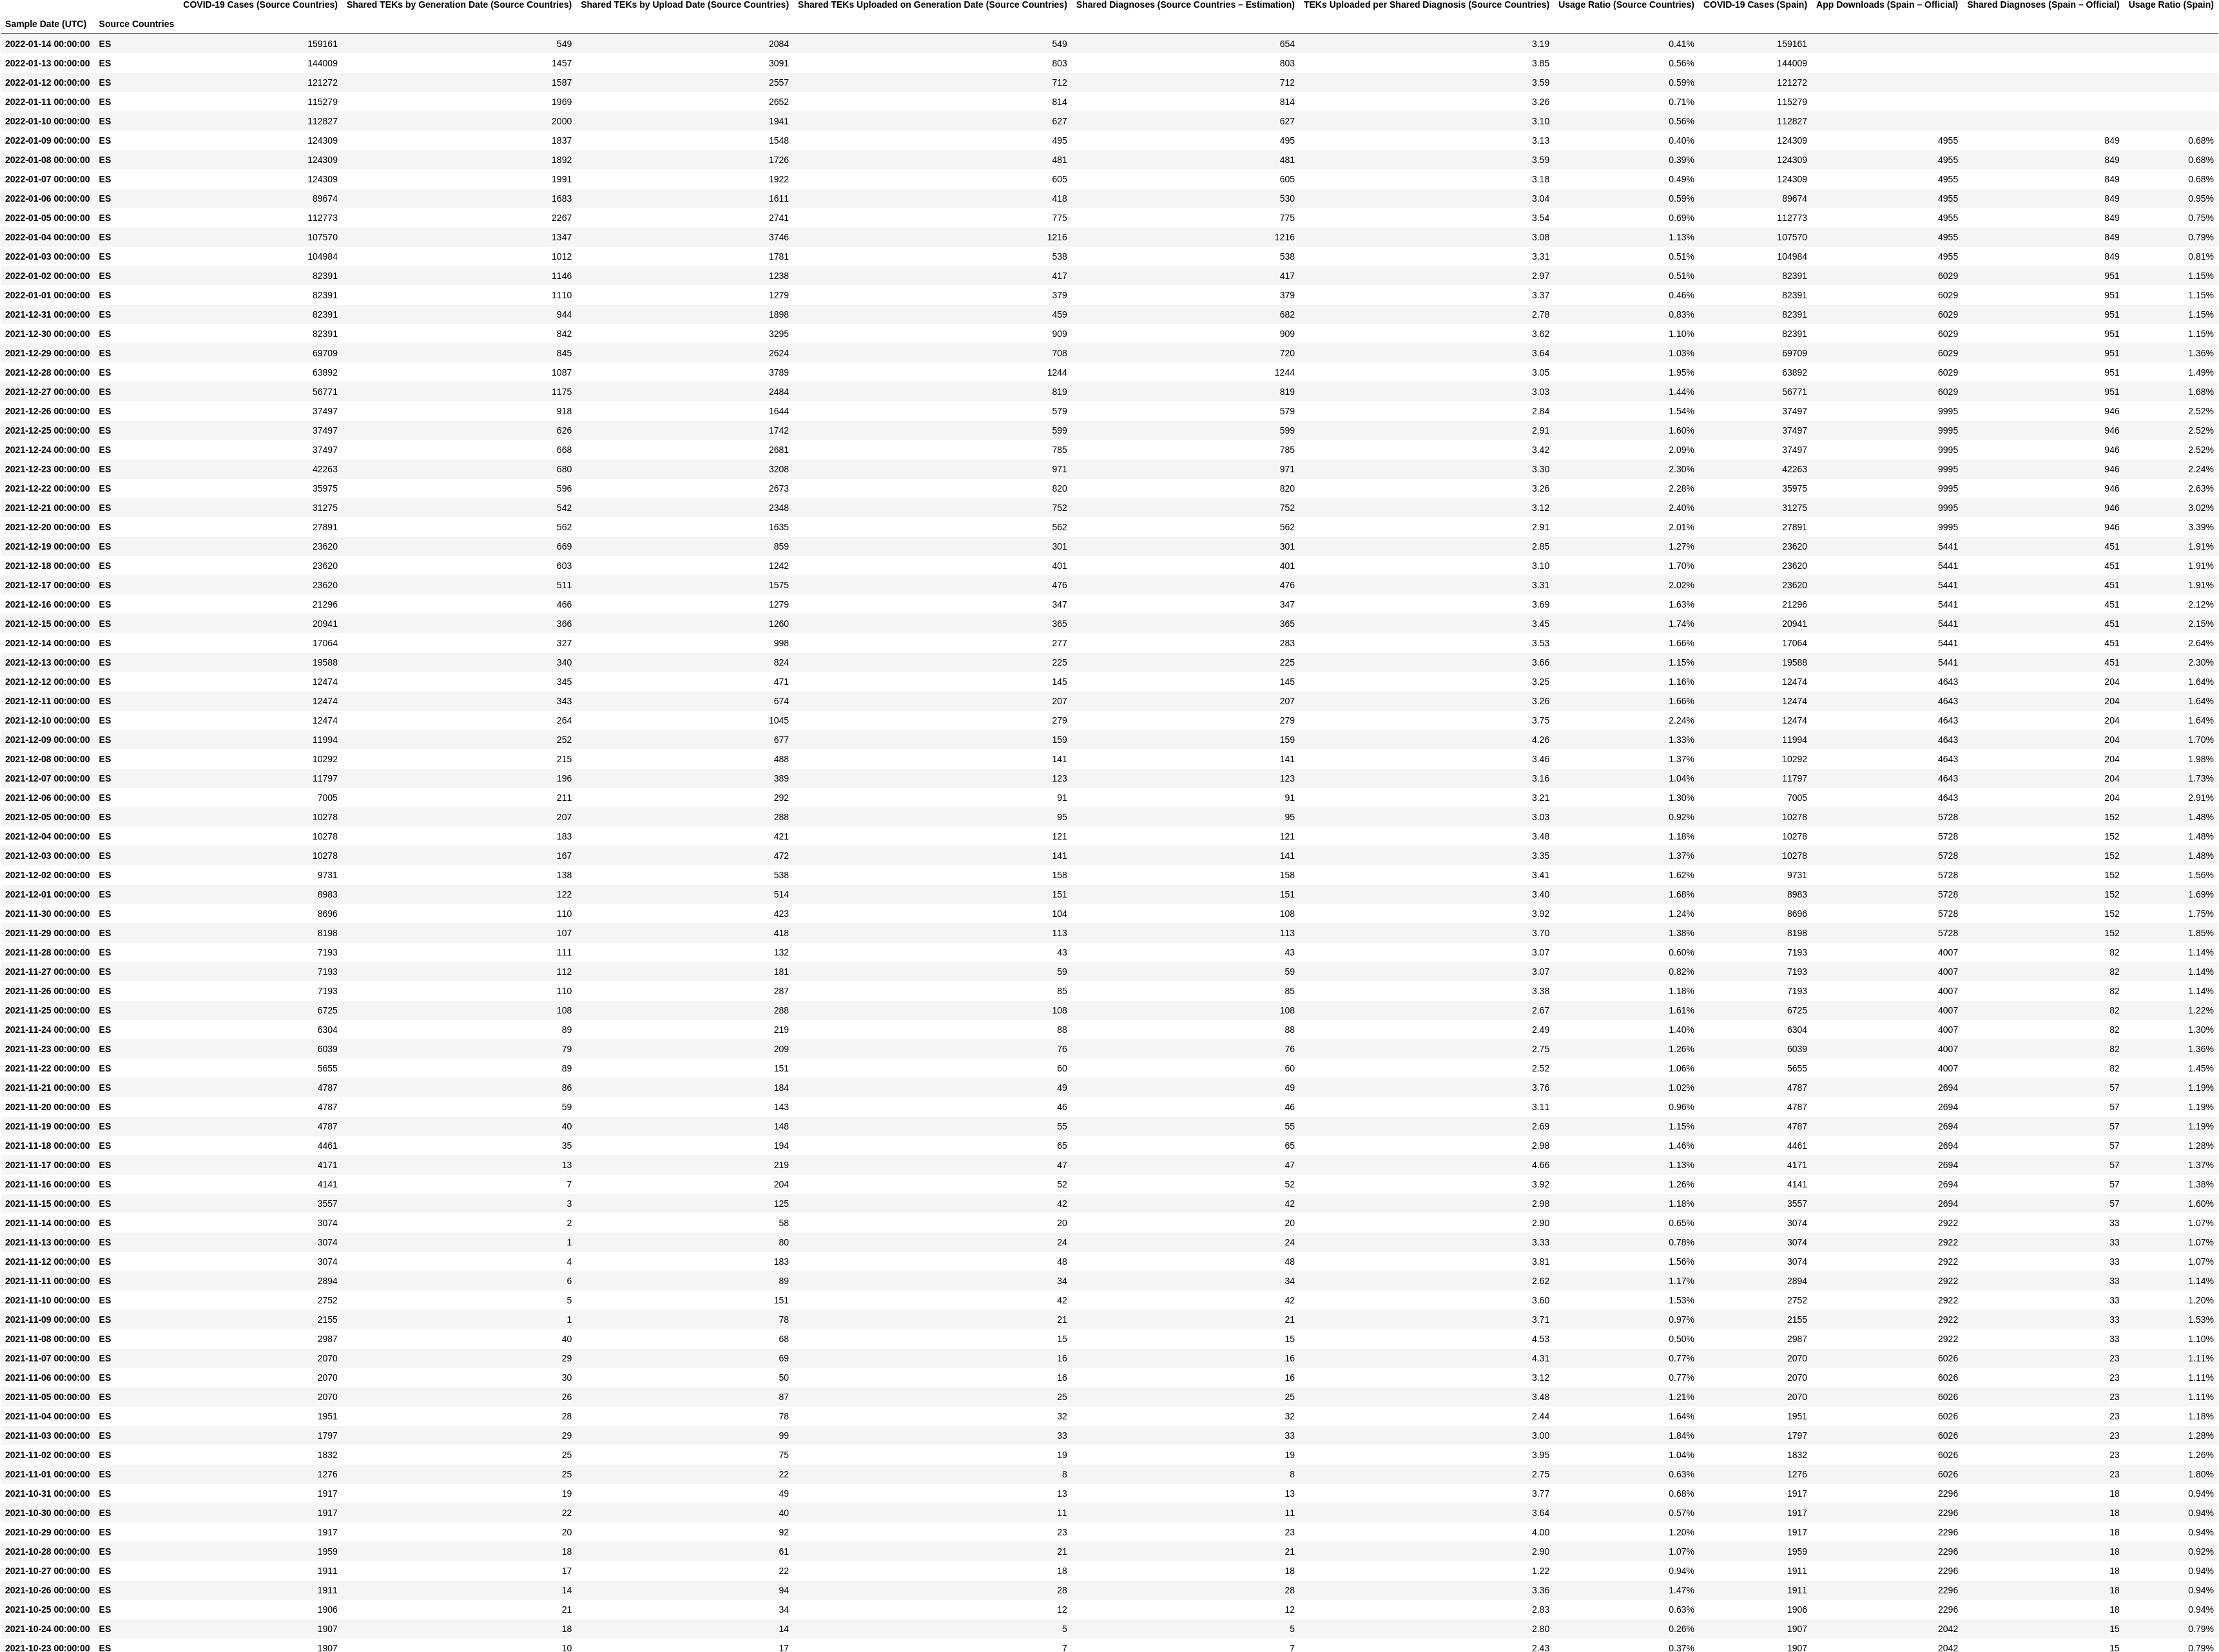 COVID-19 Cases (Source Countries) Shared TEKs by Generation Date (Source Countries) Shared TEKs by Upload Date (Source Countries) Shared TEKs Uploaded on Generation Date (Source Countries) Shared Diagnoses (Source Countries – Estimation) TEKs Uploaded per Shared Diagnosis (Source Countries) Usage Ratio (Source Countries) COVID-19 Cases (Spain) App Downloads (Spain – Official) Shared Diagnoses (Spain – Official) Usage Ratio (Spain)
Sample Date (UTC) Source Countries
2022-01-14 00:00:00 ES 159161 549 2084 549 654 3.19 0.41% 159161
2022-01-13 00:00:00 ES 144009 1457 3091 803 803 3.85 0.56% 144009
2022-01-12 00:00:00 ES 121272 1587 2557 712 712 3.59 0.59% 121272
2022-01-11 00:00:00 ES 115279 1969 2652 814 814 3.26 0.71% 115279
2022-01-10 00:00:00 ES 112827 2000 1941 627 627 3.10 0.56% 112827
2022-01-09 00:00:00 ES 124309 1837 1548 495 495 3.13 0.40% 124309 4955 849 0.68%
2022-01-08 00:00:00 ES 124309 1892 1726 481 481 3.59 0.39% 124309 4955 849 0.68%
2022-01-07 00:00:00 ES 124309 1991 1922 605 605 3.18 0.49% 124309 4955 849 0.68%
2022-01-06 00:00:00 ES 89674 1683 1611 418 530 3.04 0.59% 89674 4955 849 0.95%
2022-01-05 00:00:00 ES 112773 2267 2741 775 775 3.54 0.69% 112773 4955 849 0.75%
2022-01-04 00:00:00 ES 107570 1347 3746 1216 1216 3.08 1.13% 107570 4955 849 0.79%
2022-01-03 00:00:00 ES 104984 1012 1781 538 538 3.31 0.51% 104984 4955 849 0.81%
2022-01-02 00:00:00 ES 82391 1146 1238 417 417 2.97 0.51% 82391 6029 951 1.15%
2022-01-01 00:00:00 ES 82391 1110 1279 379 379 3.37 0.46% 82391 6029 951 1.15%
2021-12-31 00:00:00 ES 82391 944 1898 459 682 2.78 0.83% 82391 6029 951 1.15%
2021-12-30 00:00:00 ES 82391 842 3295 909 909 3.62 1.10% 82391 6029 951 1.15%
2021-12-29 00:00:00 ES 69709 845 2624 708 720 3.64 1.03% 69709 6029 951 1.36%
2021-12-28 00:00:00 ES 63892 1087 3789 1244 1244 3.05 1.95% 63892 6029 951 1.49%
2021-12-27 00:00:00 ES 56771 1175 2484 819 819 3.03 1.44% 56771 6029 951 1.68%
2021-12-26 00:00:00 ES 37497 918 1644 579 579 2.84 1.54% 37497 9995 946 2.52%
2021-12-25 00:00:00 ES 37497 626 1742 599 599 2.91 1.60% 37497 9995 946 2.52%
2021-12-24 00:00:00 ES 37497 668 2681 785 785 3.42 2.09% 37497 9995 946 2.52%
2021-12-23 00:00:00 ES 42263 680 3208 971 971 3.30 2.30% 42263 9995 946 2.24%
2021-12-22 00:00:00 ES 35975 596 2673 820 820 3.26 2.28% 35975 9995 946 2.63%
2021-12-21 00:00:00 ES 31275 542 2348 752 752 3.12 2.40% 31275 9995 946 3.02%
2021-12-20 00:00:00 ES 27891 562 1635 562 562 2.91 2.01% 27891 9995 946 3.39%
2021-12-19 00:00:00 ES 23620 669 859 301 301 2.85 1.27% 23620 5441 451 1.91%
2021-12-18 00:00:00 ES 23620 603 1242 401 401 3.10 1.70% 23620 5441 451 1.91%
2021-12-17 00:00:00 ES 23620 511 1575 476 476 3.31 2.02% 23620 5441 451 1.91%
2021-12-16 00:00:00 ES 21296 466 1279 347 347 3.69 1.63% 21296 5441 451 2.12%
2021-12-15 00:00:00 ES 20941 366 1260 365 365 3.45 1.74% 20941 5441 451 2.15%
2021-12-14 00:00:00 ES 17064 327 998 277 283 3.53 1.66% 17064 5441 451 2.64%
2021-12-13 00:00:00 ES 19588 340 824 225 225 3.66 1.15% 19588 5441 451 2.30%
2021-12-12 00:00:00 ES 12474 345 471 145 145 3.25 1.16% 12474 4643 204 1.64%
2021-12-11 00:00:00 ES 12474 343 674 207 207 3.26 1.66% 12474 4643 204 1.64%
2021-12-10 00:00:00 ES 12474 264 1045 279 279 3.75 2.24% 12474 4643 204 1.64%
2021-12-09 00:00:00 ES 11994 252 677 159 159 4.26 1.33% 11994 4643 204 1.70%
2021-12-08 00:00:00 ES 10292 215 488 141 141 3.46 1.37% 10292 4643 204 1.98%
2021-12-07 00:00:00 ES 11797 196 389 123 123 3.16 1.04% 11797 4643 204 1.73%
2021-12-06 00:00:00 ES 7005 211 292 91 91 3.21 1.30% 7005 4643 204 2.91%
2021-12-05 00:00:00 ES 10278 207 288 95 95 3.03 0.92% 10278 5728 152 1.48%
2021-12-04 00:00:00 ES 10278 183 421 121 121 3.48 1.18% 10278 5728 152 1.48%
2021-12-03 00:00:00 ES 10278 167 472 141 141 3.35 1.37% 10278 5728 152 1.48%
2021-12-02 00:00:00 ES 9731 138 538 158 158 3.41 1.62% 9731 5728 152 1.56%
2021-12-01 00:00:00 ES 8983 122 514 151 151 3.40 1.68% 8983 5728 152 1.69%
2021-11-30 00:00:00 ES 8696 110 423 104 108 3.92 1.24% 8696 5728 152 1.75%
2021-11-29 00:00:00 ES 8198 107 418 113 113 3.70 1.38% 8198 5728 152 1.85%
2021-11-28 00:00:00 ES 7193 111 132 43 43 3.07 0.60% 7193 4007 82 1.14%
2021-11-27 00:00:00 ES 7193 112 181 59 59 3.07 0.82% 7193 4007 82 1.14%
2021-11-26 00:00:00 ES 7193 110 287 85 85 3.38 1.18% 7193 4007 82 1.14%
2021-11-25 00:00:00 ES 6725 108 288 108 108 2.67 1.61% 6725 4007 82 1.22%
2021-11-24 00:00:00 ES 6304 89 219 88 88 2.49 1.40% 6304 4007 82 1.30%
2021-11-23 00:00:00 ES 6039 79 209 76 76 2.75 1.26% 6039 4007 82 1.36%
2021-11-22 00:00:00 ES 5655 89 151 60 60 2.52 1.06% 5655 4007 82 1.45%
2021-11-21 00:00:00 ES 4787 86 184 49 49 3.76 1.02% 4787 2694 57 1.19%
2021-11-20 00:00:00 ES 4787 59 143 46 46 3.11 0.96% 4787 2694 57 1.19%
2021-11-19 00:00:00 ES 4787 40 148 55 55 2.69 1.15% 4787 2694 57 1.19%
2021-11-18 00:00:00 ES 4461 35 194 65 65 2.98 1.46% 4461 2694 57 1.28%
2021-11-17 00:00:00 ES 4171 13 219 47 47 4.66 1.13% 4171 2694 57 1.37%
2021-11-16 00:00:00 ES 4141 7 204 52 52 3.92 1.26% 4141 2694 57 1.38%
2021-11-15 00:00:00 ES 3557 3 125 42 42 2.98 1.18% 3557 2694 57 1.60%
2021-11-14 00:00:00 ES 3074 2 58 20 20 2.90 0.65% 3074 2922 33 1.07%
2021-11-13 00:00:00 ES 3074 1 80 24 24 3.33 0.78% 3074 2922 33 1.07%
2021-11-12 00:00:00 ES 3074 4 183 48 48 3.81 1.56% 3074 2922 33 1.07%
2021-11-11 00:00:00 ES 2894 6 89 34 34 2.62 1.17% 2894 2922 33 1.14%
2021-11-10 00:00:00 ES 2752 5 151 42 42 3.60 1.53% 2752 2922 33 1.20%
2021-11-09 00:00:00 ES 2155 1 78 21 21 3.71 0.97% 2155 2922 33 1.53%
2021-11-08 00:00:00 ES 2987 40 68 15 15 4.53 0.50% 2987 2922 33 1.10%
2021-11-07 00:00:00 ES 2070 29 69 16 16 4.31 0.77% 2070 6026 23 1.11%
2021-11-06 00:00:00 ES 2070 30 50 16 16 3.12 0.77% 2070 6026 23 1.11%
2021-11-05 00:00:00 ES 2070 26 87 25 25 3.48 1.21% 2070 6026 23 1.11%
2021-11-04 00:00:00 ES 1951 28 78 32 32 2.44 1.64% 1951 6026 23 1.18%
2021-11-03 00:00:00 ES 1797 29 99 33 33 3.00 1.84% 1797 6026 23 1.28%
2021-11-02 00:00:00 ES 1832 25 75 19 19 3.95 1.04% 1832 6026 23 1.26%
2021-11-01 00:00:00 ES 1276 25 22 8 8 2.75 0.63% 1276 6026 23 1.80%
2021-10-31 00:00:00 ES 1917 19 49 13 13 3.77 0.68% 1917 2296 18 0.94%
2021-10-30 00:00:00 ES 1917 22 40 11 11 3.64 0.57% 1917 2296 18 0.94%
2021-10-29 00:00:00 ES 1917 20 92 23 23 4.00 1.20% 1917 2296 18 0.94%
2021-10-28 00:00:00 ES 1959 18 61 21 21 2.90 1.07% 1959 2296 18 0.92%
2021-10-27 00:00:00 ES 1911 17 22 18 18 1.22 0.94% 1911 2296 18 0.94%
2021-10-26 00:00:00 ES 1911 14 94 28 28 3.36 1.47% 1911 2296 18 0.94%
2021-10-25 00:00:00 ES 1906 21 34 12 12 2.83 0.63% 1906 2296 18 0.94%
2021-10-24 00:00:00 ES 1907 18 14 5 5 2.80 0.26% 1907 2042 15 0.79%
2021-10-23 00:00:00 ES 1907 10 17 7 7 2.43 0.37% 1907 2042 15 0.79%